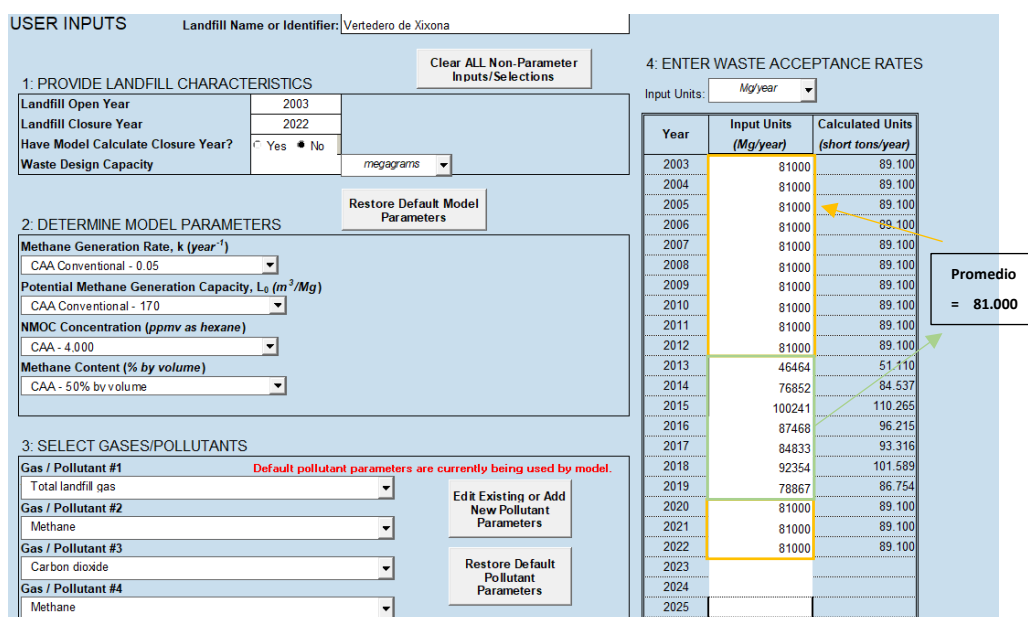 USER INPUTS
Landfill Name or Identifier: Vertedero de Xixona
Clear ALL Non-Parameter
Inputs/Selections
1: PROVIDE LANDFILL CHARACTERISTICS
Landfill Open Year 2003
Landfill Closure Year 2022
Have Model Calculate Closure Year? Yes No
Waste Design Capacity megagrams
Restore Default Model
Parameters
2: DETERMINE MODEL PARAMETERS
Methane Generation Rate, k (year⁻¹)
CAA Conventional - 0.05
Potential Methane Generation Capacity, L₀ (m³/Mg)
CAA Conventional - 170
NMOC Concentration (ppmv as hexane)
CAA - 4,000
Methane Content (% by volume)
CAA - 50% by volume
3: SELECT GASES/POLLUTANTS
Gas / Pollutant #1 Default pollutant parameters are currently being used by model.
Total landfill gas
Gas / Pollutant #2
Methane
Gas / Pollutant #3
Carbon dioxide
Gas / Pollutant #4
Methane
Edit Existing or Add
New Pollutant
Parameters
Restore Default
Pollutant
Parameters
4: ENTER WASTE ACCEPTANCE RATES
Input Units: Mg/year
Year Input Units Calculated Units
(Mg/year) (short tons/year)
2003 81000 89.100
2004 81000 89.100
2005 81000 89.100
2006 81000 89.100
2007 81000 89.100
2008 81000 89.100
2009 81000 89.100
2010 81000 89.100
2011 81000 89.100
2012 81000 89.100
2013 46464 51.110
2014 76852 84.537
2015 100241 110.265
2016 87468 96.215
2017 84833 93.316
2018 92354 101.589
2019 78867 86.754
2020 81000 89.100
2021 81000 89.100
2022 81000 89.100
2023
2024
2025
Promedio
= 81.000